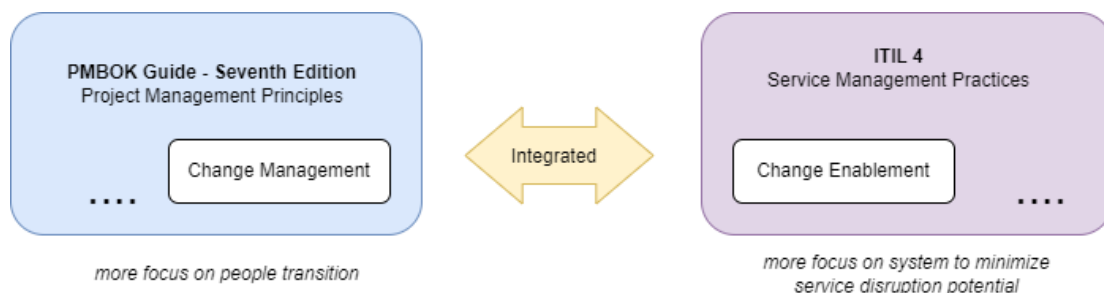 PMBOK Guide - Seventh Edition
Project Management Principles
Change Management
....
more focus on people transition
Integrated
ITIL 4
Service Management Practices
Change Enablement
....
more focus on system to minimize
service disruption potential